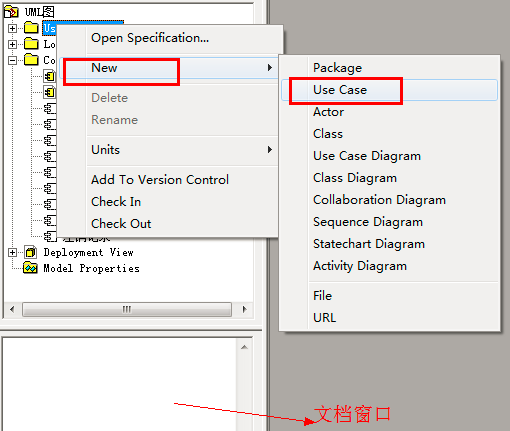 UML图
Us
Open Specification...
Lo
Co
New
Package
Use Case
Delete
Actor
Rename
Class
Units
Use Case Diagram
Class Diagram
Add To Version Control
Collaboration Diagram
Check In
Sequence Diagram
Check Out
Statechart Diagram
Deployment View
Activity Diagram
Model Properties
File
URL
文档窗口